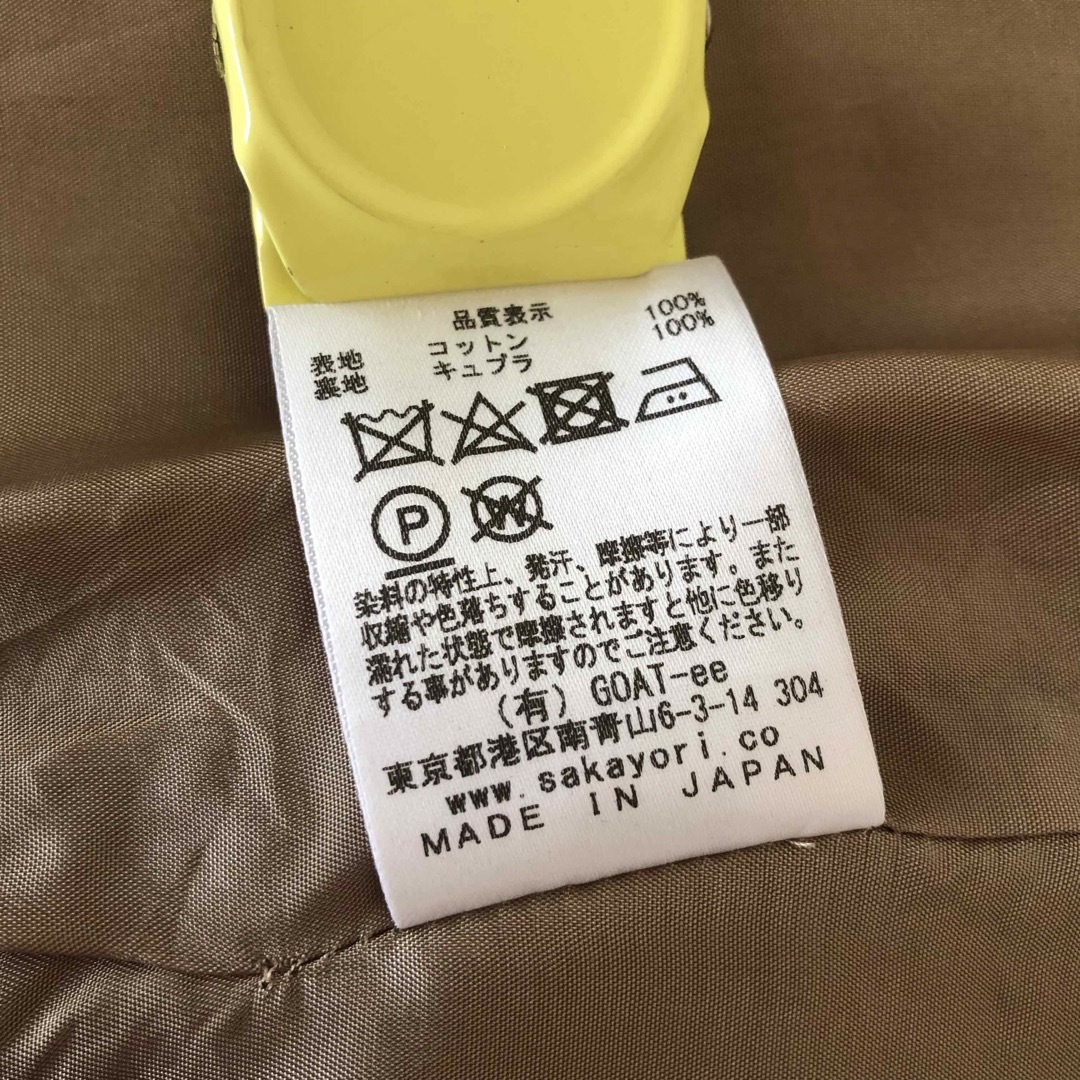 品質表示
表地 コットン 100%
裏地 キュプラ 100%
P W
染料の特性上、発汗、摩擦等により一部
収縮や色落ちすることがあります。また
濡れた状態で摩擦されますと他に色移り
する事がありますのでご注意ください。
(有) GOAT-ee
東京都港区南青山6-3-14 304
www.sakayori.co
MADE IN JAPAN